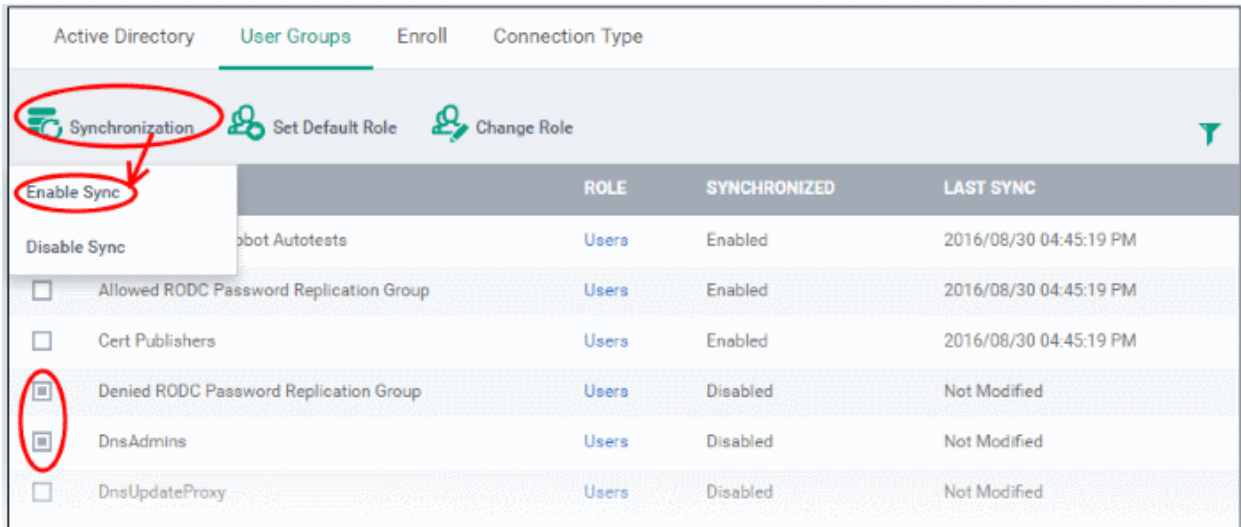 Active Directory User Groups Enroll Connection Type
Synchronization Set Default Role Change Role
Enable Sync ROLE SYNCHRONIZED LAST SYNC
Disable Sync Autotests Users Enabled 2016/08/30 04:45:19 PM
Allowed RODC Password Replication Group Users Enabled 2016/08/30 04:45:19 PM
Cert Publishers Users Enabled 2016/08/30 04:45:19 PM
Denied RODC Password Replication Group Users Disabled Not Modified
DnsAdmins Users Disabled Not Modified
DnsUpdateProxy Users Disabled Not Modified